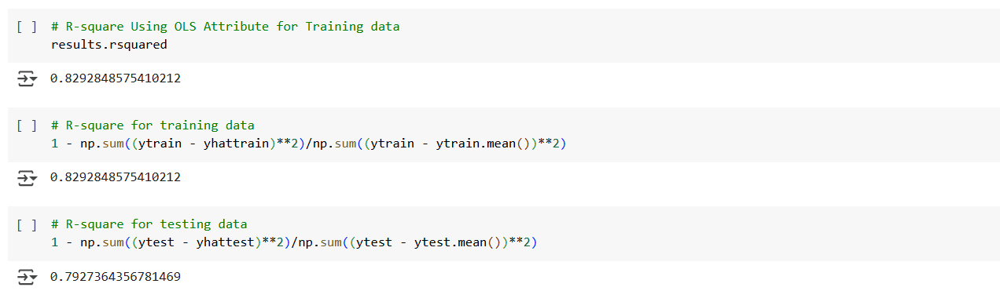 [ ] # R-square Using OLS Attribute for Training data
results.rsquared
0.8292848575410212
[ ] # R-square for training data
1 - np.sum((ytrain - yhattrain)**2)/np.sum((ytrain - ytrain.mean())**2)
0.8292848575410212
[ ] # R-square for testing data
1 - np.sum((ytest - yhattest)**2)/np.sum((ytest - ytest.mean())**2)
0.7927364356781469